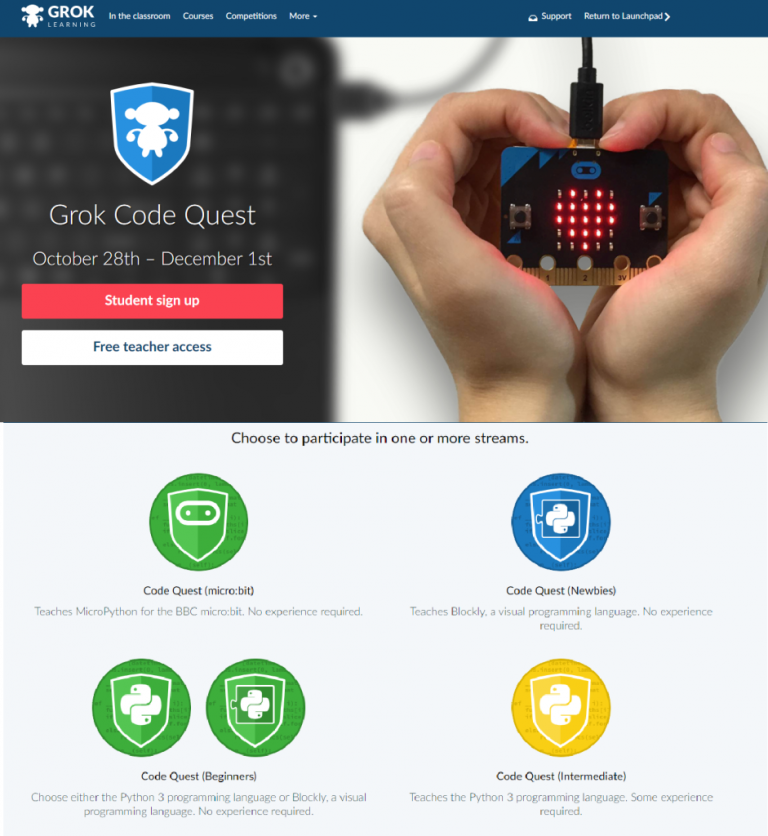 GROK
LEARNING
In the classroom
Courses
Competitions
More
Support
Return to Launchpad
Grok Code Quest
October 28th – December 1st
Student sign up
Free teacher access
1
2
3V
Choose to participate in one or more streams.
Code Quest (micro:bit)
Teaches MicroPython for the BBC micro:bit. No experience required.
Code Quest (Newbies)
Teaches Blockly, a visual programming language. No experience
required.
Code Quest (Beginners)
Choose either the Python 3 programming language or Blockly, a visual
programming language. No experience required.
Code Quest (Intermediate)
Teaches the Python 3 programming language. Some experience
required.